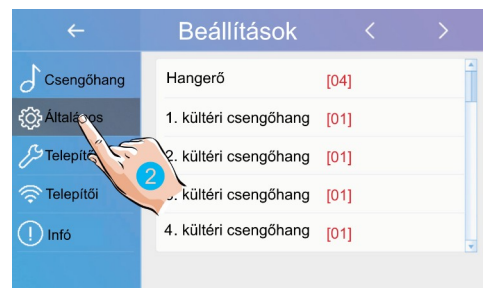 Beállítások
Csengőhang
Általános
Telepítői
Infó
Hangerő [04]
1. kültéri csengőhang [01]
2. kültéri csengőhang [01]
kültéri csengőhang [01]
4. kültéri csengőhang [01]
2